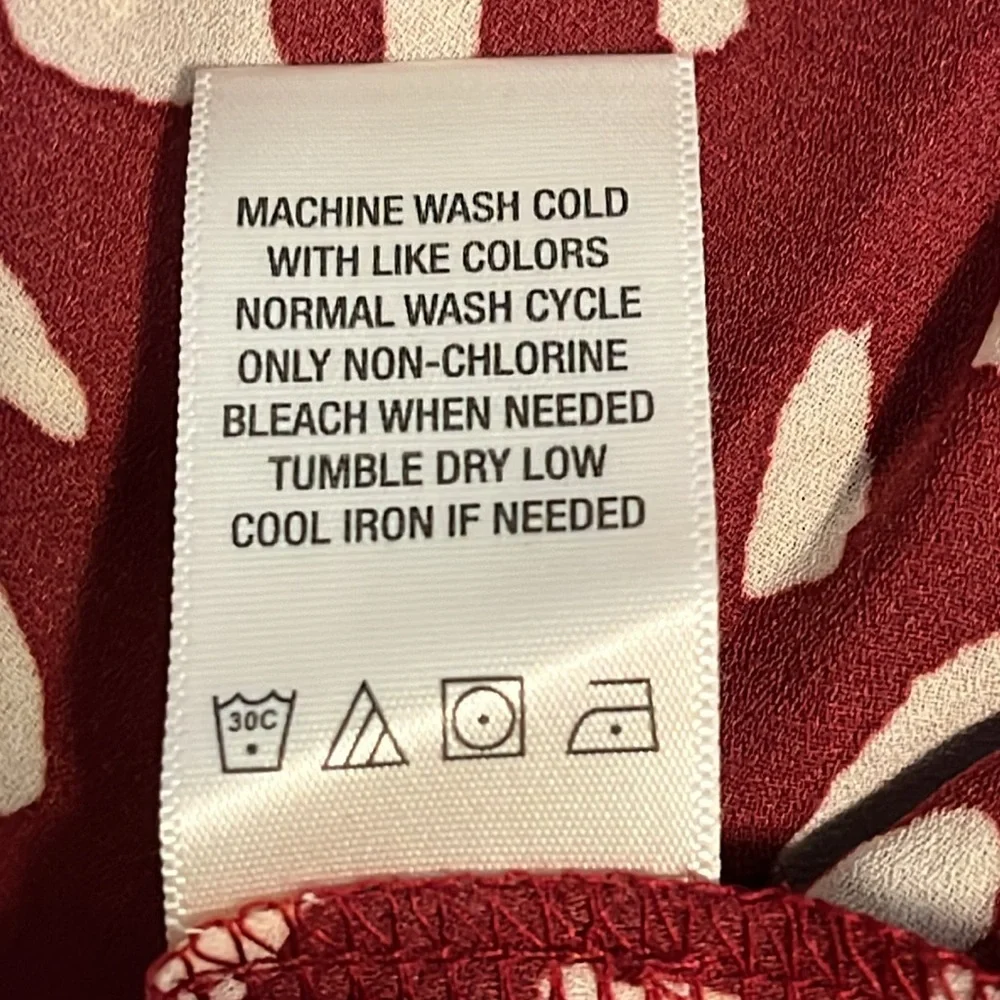 MACHINE WASH COLD
WITH LIKE COLORS
NORMAL WASH CYCLE
ONLY NON-CHLORINE
BLEACH WHEN NEEDED
TUMBLE DRY LOW
COOL IRON IF NEEDED
30C